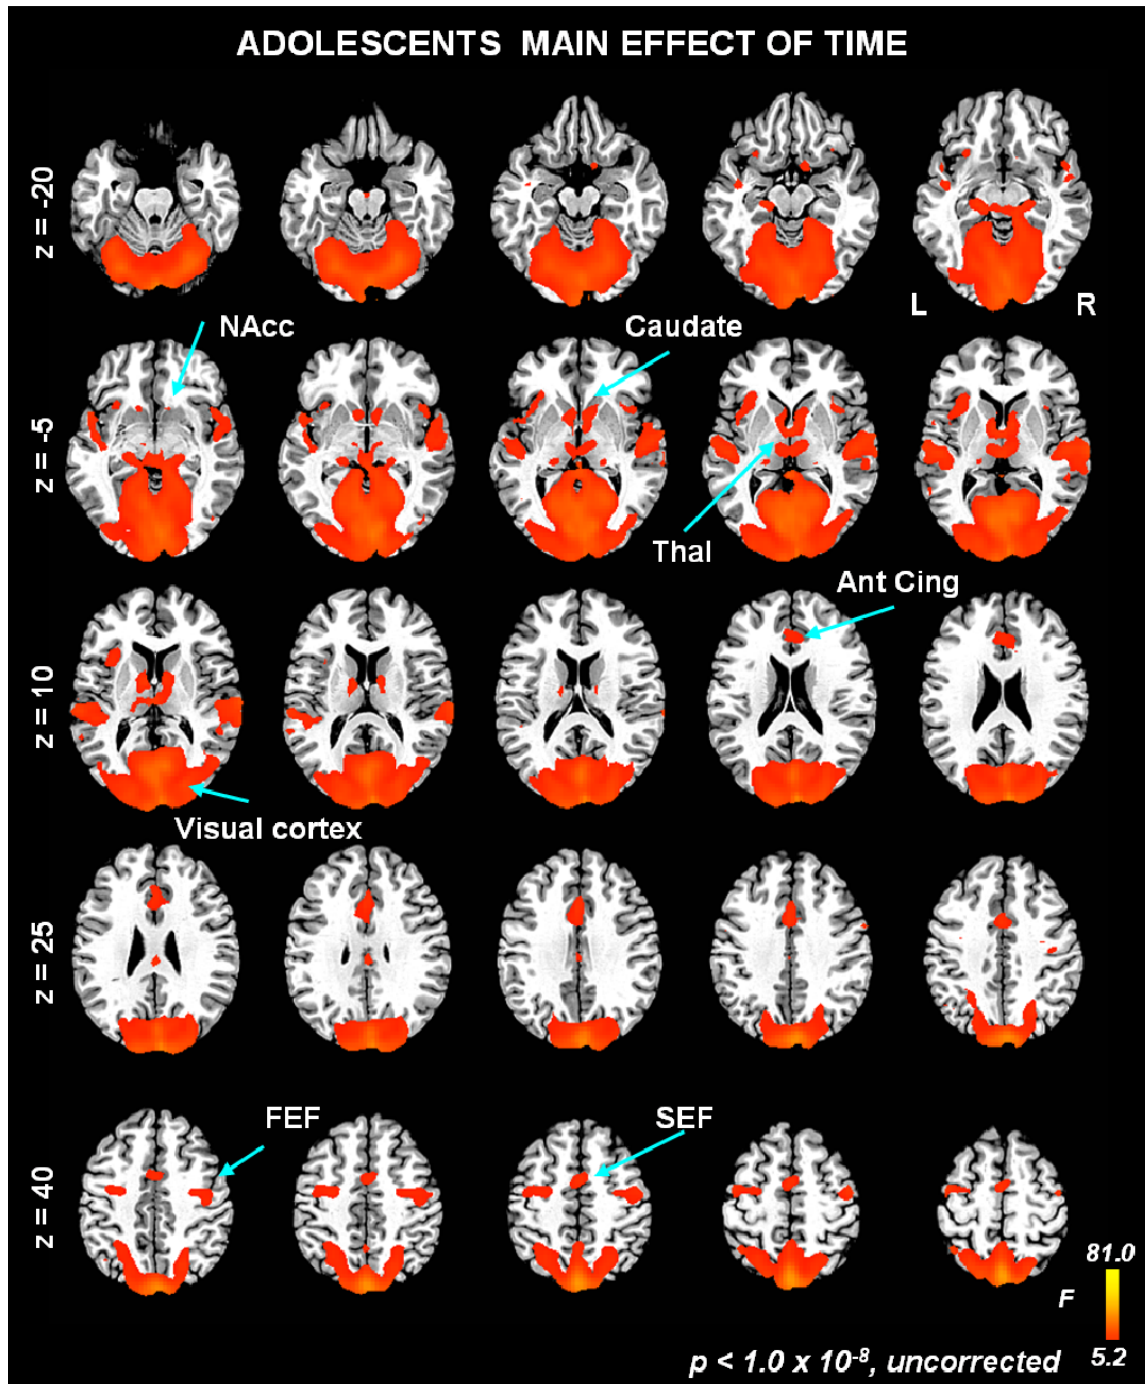 ADOLESCENTS MAIN EFFECT OF TIME
z = -20
L R
NAcc
Caudate
z = -5
Thal
Ant Cing
z = 10
Visual cortex
z = 25
FEF
SEF
z = 40
81.0
F
5.2
p < 1.0 x 10⁻⁸, uncorrected